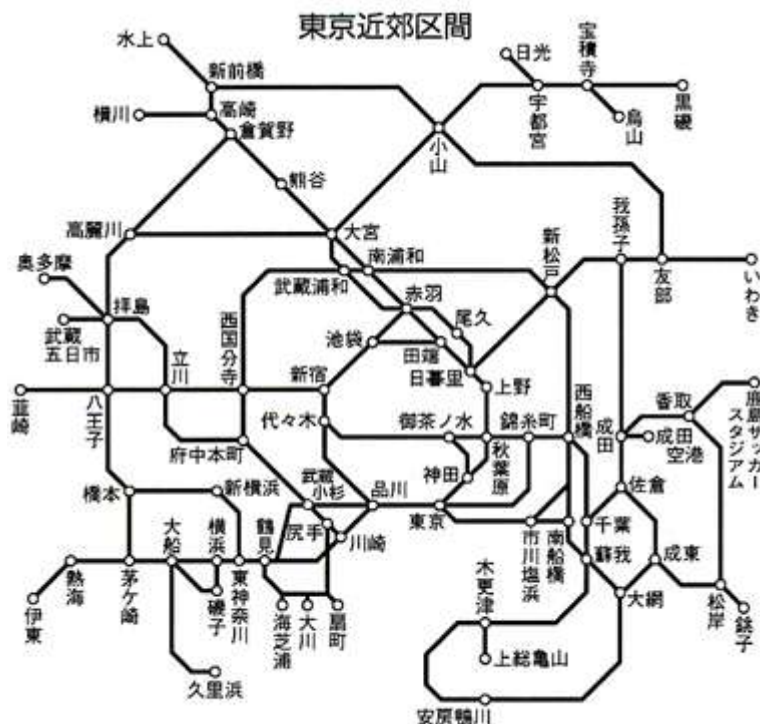 東京近郊区間
水上
新前橋
日光
宝積寺
横川
高崎
倉賀野
小山
宇都宮
烏山
黒磯
熊谷
高麗川
大宮
我孫子
新松戸
友部
いわき
奥多摩
南浦和
武蔵浦和
拝島
武蔵
五日市
西国分寺
赤羽
尾久
池袋
田端
日暮里
立川
新宿
上野
西船橋
韮崎
八王子
代々木
御茶ノ水
錦糸町
成田
香取
鹿島サッカー
スタジアム
成田
空港
府中本町
秋葉原
神田
佐倉
橋本
新横浜
武蔵
小杉
品川
東京
尻手
川崎
千葉
大船
横浜
鶴見
市川塩浜
南船橋
蘇我
成東
熱海
茅ケ崎
東神奈川
木更津
大網
松岸
銚子
伊東
磯子
海芝浦
大川
扇町
上総亀山
久里浜
安房鴨川